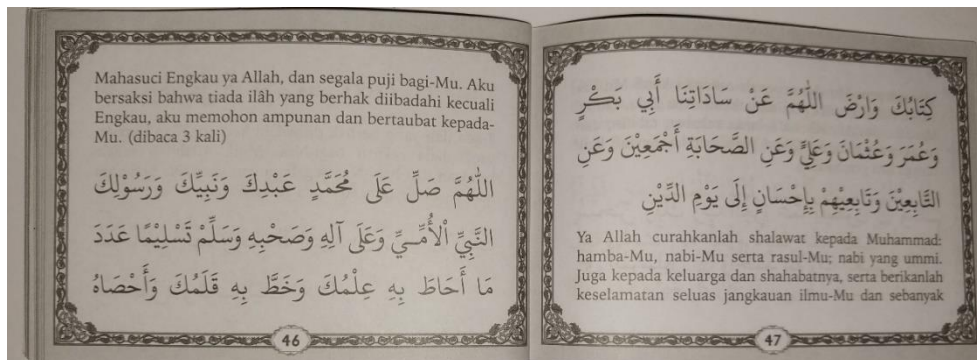 Mahasuci Engkau ya Allah, dan segala puji bagi-Mu. Aku
bersaksi bahwa tiada ilâh yang berhak diibadahi kecuali
Engkau, aku memohon ampunan dan bertaubat kepada-
Mu. (dibaca 3 kali)
اللّٰهُمَّ صَلِّ عَلَى مُحَمَّدٍ عَبْدِكَ وَنَبِيِّكَ وَرَسُوْلِكَ
النَّبِيِّ الْأُمِّـيِّ وَعَلَى آلِهِ وَصَحْبِهِ وَسَلِّمْ تَسْلِيْمًا عَدَدَ
مَا أَحَاطَ بِهِ عِلْمُكَ وَخَطَّ بِهِ قَلَمُكَ وَأَحْصَاهُ
46
كِتَابُكَ وَارْضَ اللّٰهُمَّ عَنْ سَادَاتِنَا أَبِي بَكْرٍ
وَعُمَرَ وَعُثْمَانَ وَعَلِيٍّ وَعَنِ الصَّحَابَةِ أَجْمَعِيْنَ وَعَنِ
التَّابِعِيْنَ وَتَابِعِيْهِمْ بِإِحْسَانٍ إِلَى يَوْمِ الدِّيْنِ
Ya Allah curahkanlah shalawat kepada Muhammad:
hamba-Mu, nabi-Mu serta rasul-Mu; nabi yang ummi.
Juga kepada keluarga dan shahabatnya, serta berikanlah
keselamatan seluas jangkauan ilmu-Mu dan sebanyak
47